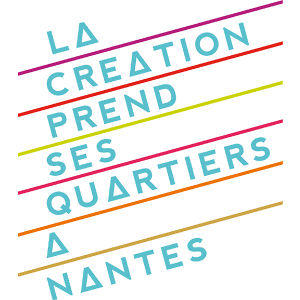 LA
CREATION
PREND
SES
QUARTIERS
A
NANTES